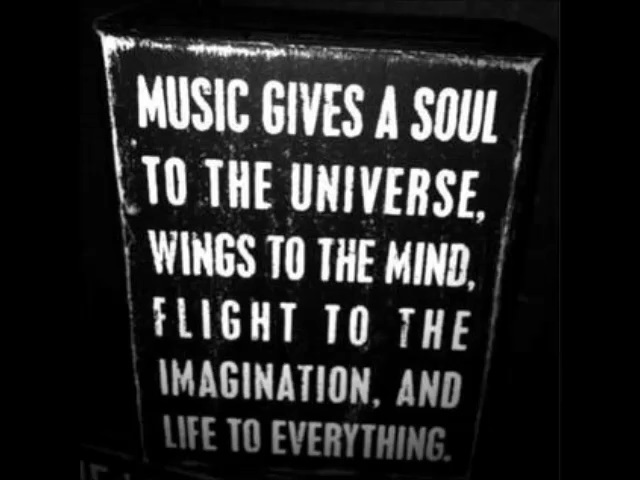 MUSIC GIVES A SOUL
TO THE UNIVERSE,
WINGS TO THE MIND,
FLIGHT TO THE
IMAGINATION, AND
LIFE TO EVERYTHING.